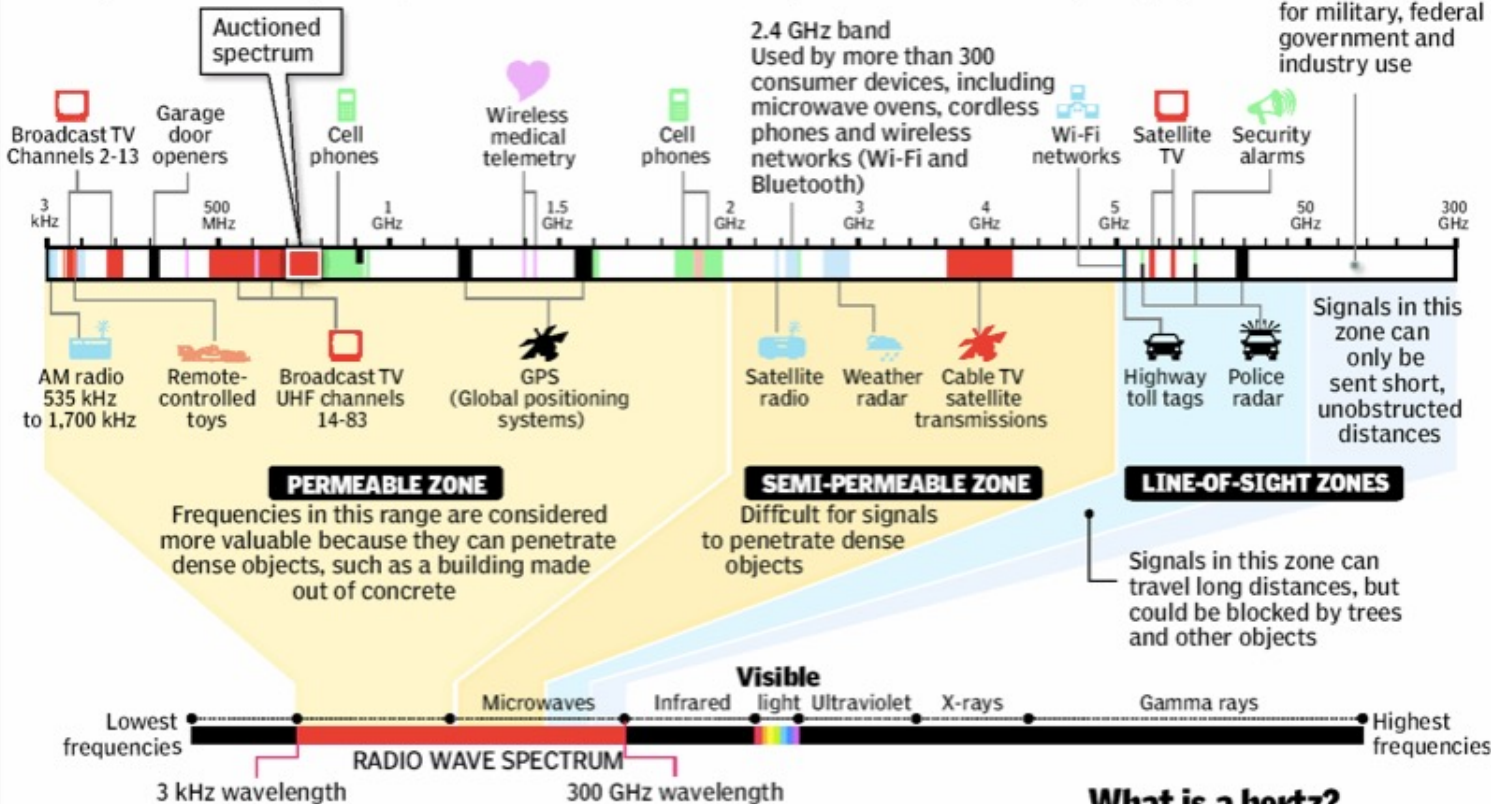 Auctioned
spectrum
for military, federal
government and
industry use
2.4 GHz band
Used by more than 300
consumer devices, including
microwave ovens, cordless
phones and wireless
networks (Wi-Fi and
Bluetooth)
Broadcast TV
Channels 2-13
Garage
door
openers
Cell
phones
Wireless
medical
telemetry
Cell
phones
Wi-Fi
networks
Satellite
TV
Security
alarms
3
kHz
500
MHz
1
GHz
1.5
GHz
2
GHz
3
GHz
4
GHz
5
GHz
50
GHz
300
GHz
AM radio
535 kHz
to 1,700 kHz
Remote-
controlled
toys
Broadcast TV
UHF channels
14-83
GPS
(Global positioning
systems)
Satellite
radio
Weather
radar
Cable TV
satellite
transmissions
Highway
toll tags
Police
radar
Signals in this
zone can
only be
sent short,
unobstructed
distances
PERMEABLE ZONE
Frequencies in this range are considered
more valuable because they can penetrate
dense objects, such as a building made
out of concrete
SEMI-PERMEABLE ZONE
Difficult for signals
to penetrate dense
objects
LINE-OF-SIGHT ZONES
Signals in this zone can
travel long distances, but
could be blocked by trees
and other objects
Lowest
frequencies
Microwaves
Infrared
Visible
light
Ultraviolet
X-rays
Gamma rays
Highest
frequencies
RADIO WAVE SPECTRUM
3 kHz wavelength
300 GHz wavelength
What is a hertz?